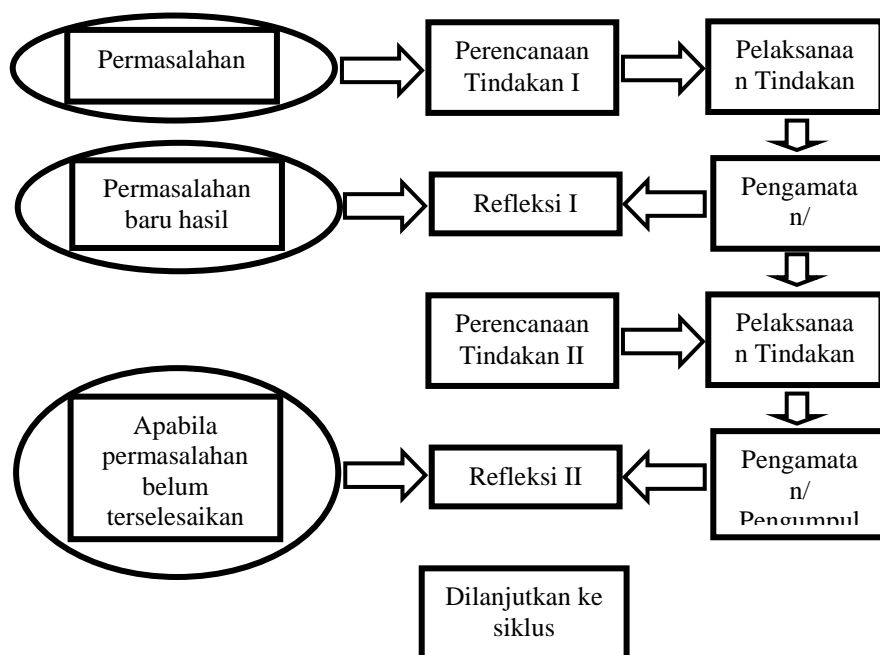 Permasalahan
Perencanaan
Tindakan I
Pelaksanaa
n Tindakan
Permasalahan
baru hasil
Refleksi I
Pengamata
n/
Perencanaan
Tindakan II
Pelaksanaa
n Tindakan
Apabila
permasalahan
belum
terselesaikan
Refleksi II
Pengamata
n/
Pengumpul
Dilanjutkan ke
siklus